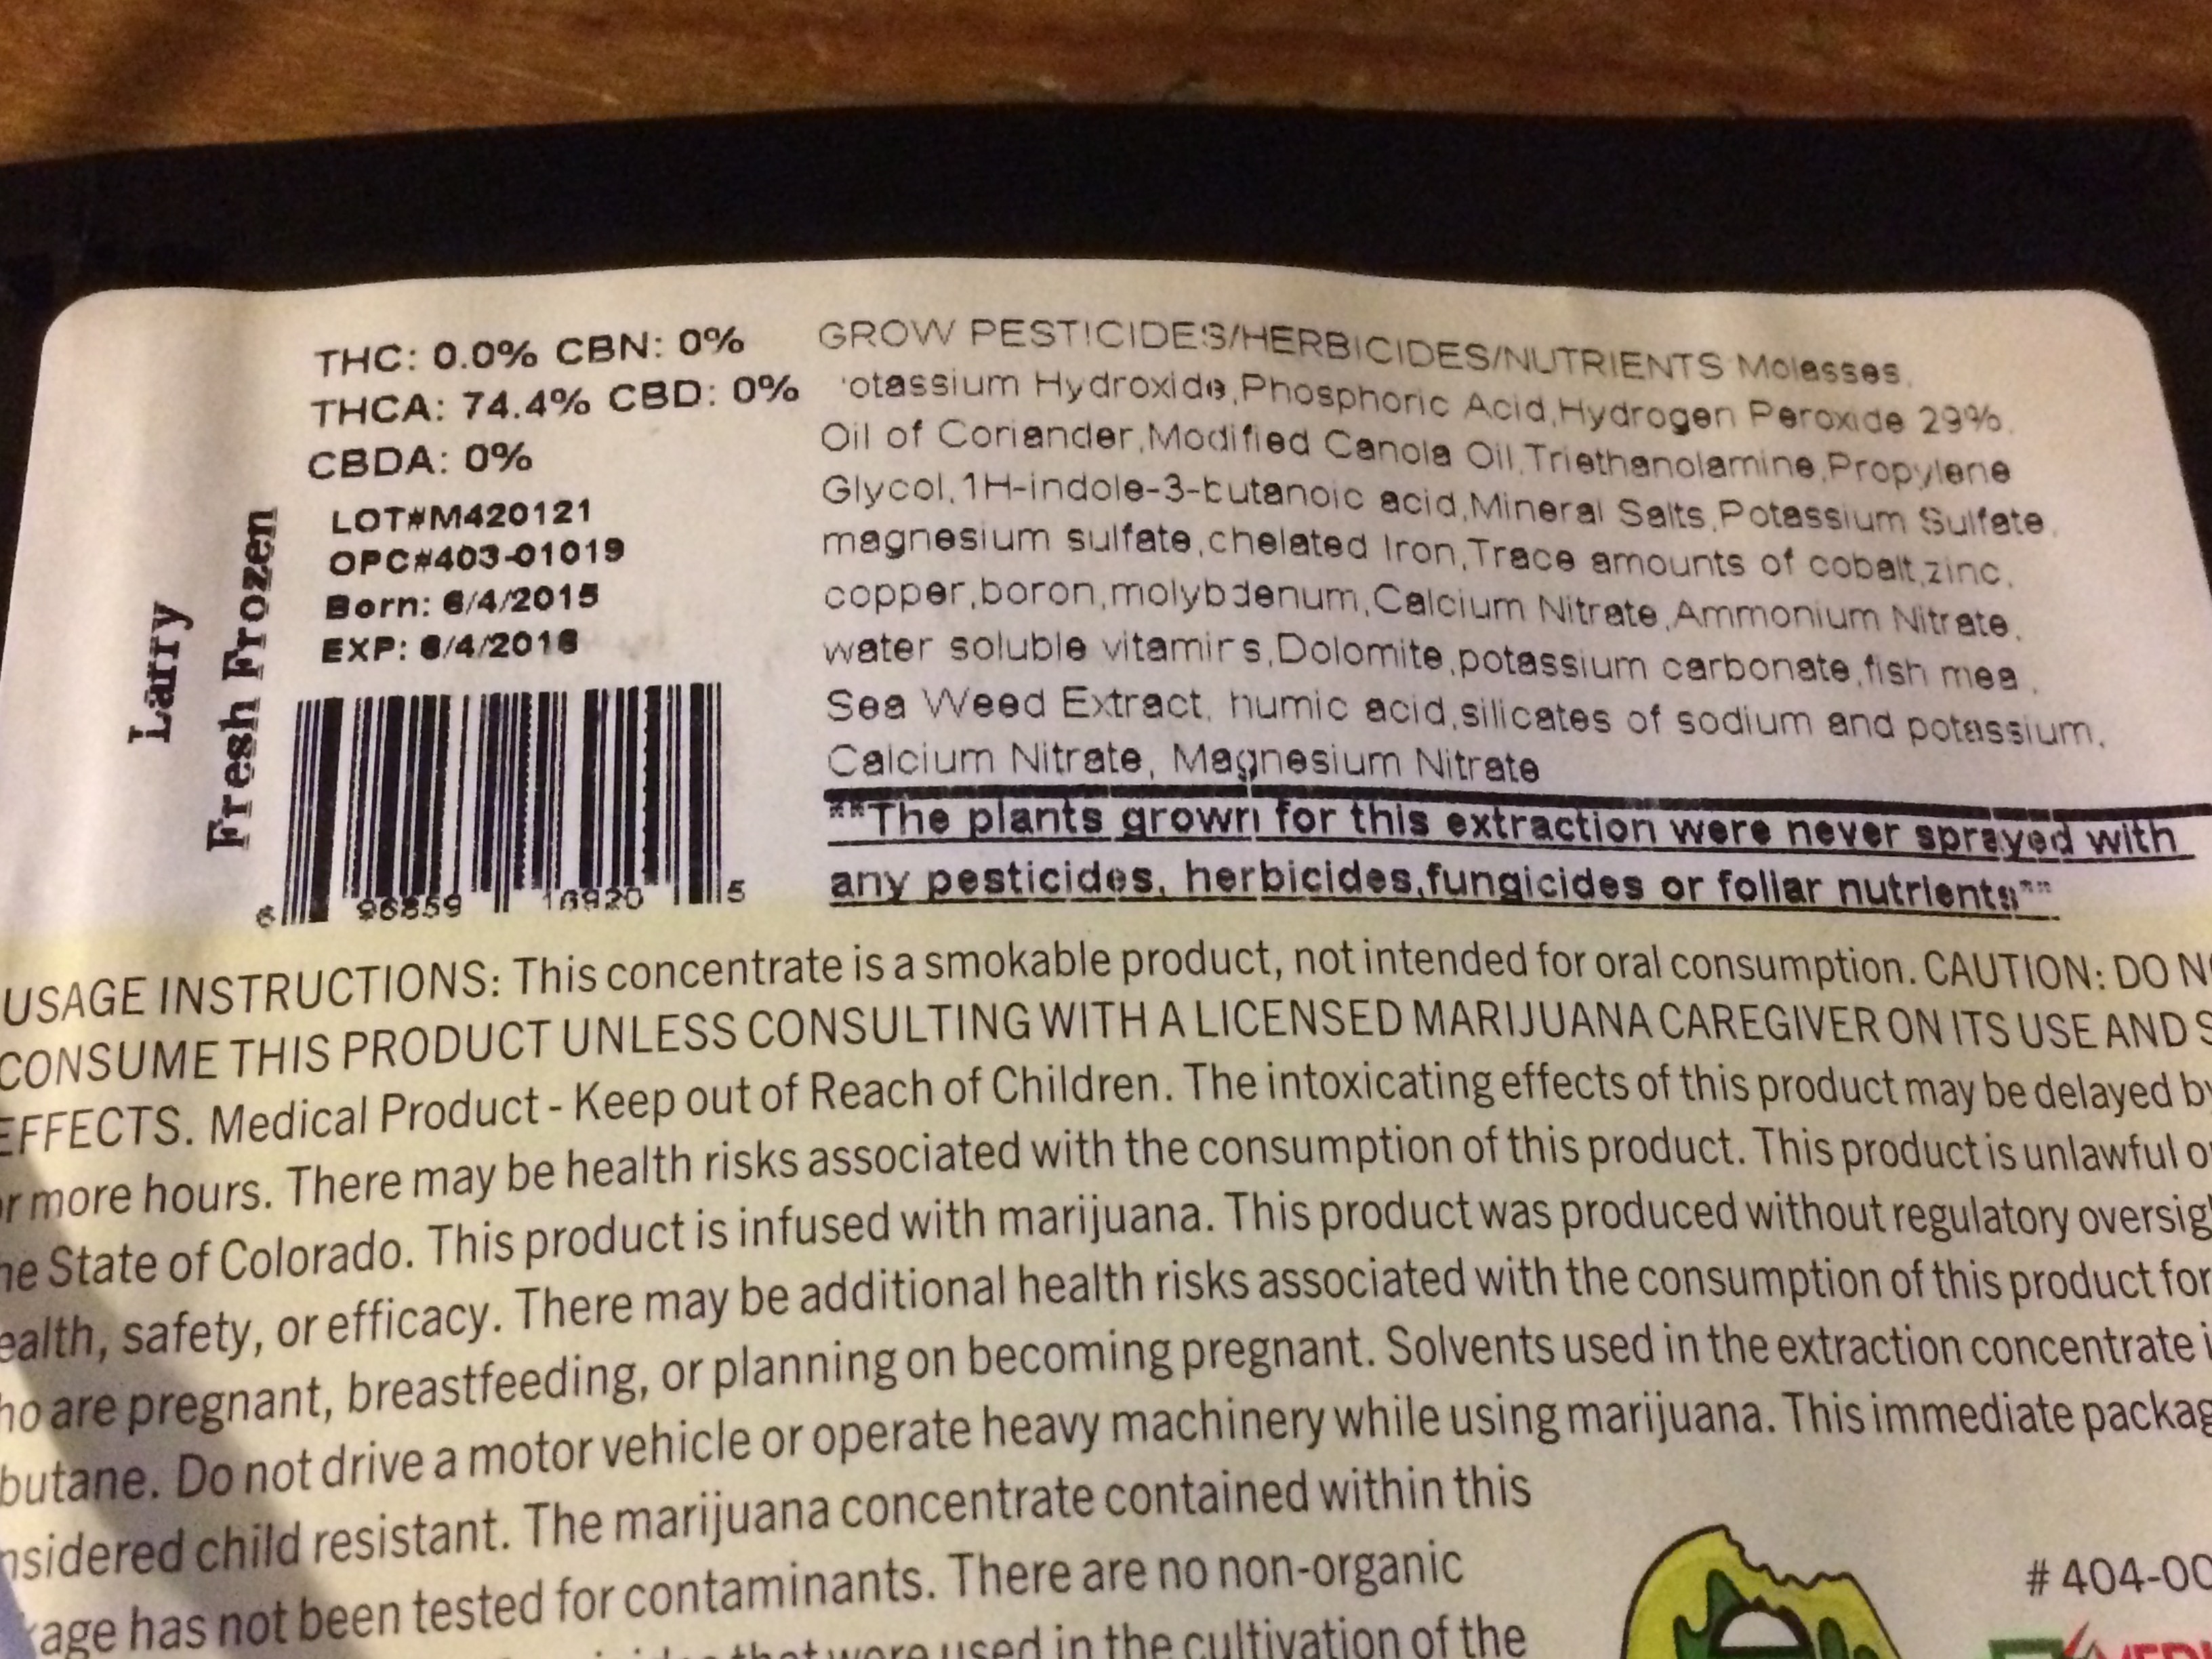 Larry
Fresh Frozen
THC: 0.0% CBN: 0%
THCA: 74.4% CBD: 0%
CBDA: 0%
LOT#M420121
OPC#403-01019
Born: 6/4/2015
EXP: 6/4/2016
6 96859 16920 5
GROW PESTICIDES/HERBICIDES/NUTRIENTS Molasses,
otassium Hydroxide,Phosphoric Acid,Hydrogen Peroxide 29%,
Oil of Coriander,Modified Canola Oil,Triethanolamine,Propylene
Glycol,1H-indole-3-butanoic acid,Mineral Salts,Potassium Sulfate,
magnesium sulfate,chelated Iron,Trace amounts of cobalt,zinc,
copper,boron,molybdenum,Calcium Nitrate,Ammonium Nitrate,
water soluble vitamins,Dolomite,potassium carbonate,fish mea,
Sea Weed Extract, humic acid,silicates of sodium and potassium,
Calcium Nitrate, Magnesium Nitrate
**The plants grown for this extraction were never sprayed with
any pesticides, herbicides,fungicides or foliar nutrients**
USAGE INSTRUCTIONS: This concentrate is a smokable product, not intended for oral consumption. CAUTION: DO NO
CONSUME THIS PRODUCT UNLESS CONSULTING WITH A LICENSED MARIJUANA CAREGIVER ON ITS USE AND S
EFFECTS. Medical Product - Keep out of Reach of Children. The intoxicating effects of this product may be delayed by
or more hours. There may be health risks associated with the consumption of this product. This product is unlawful o
he State of Colorado. This product is infused with marijuana. This product was produced without regulatory oversig
ealth, safety, or efficacy. There may be additional health risks associated with the consumption of this product for
ho are pregnant, breastfeeding, or planning on becoming pregnant. Solvents used in the extraction concentrate i
butane. Do not drive a motor vehicle or operate heavy machinery while using marijuana. This immediate packag
nsidered child resistant. The marijuana concentrate contained within this
kage has not been tested for contaminants. There are no non-organic
that were used in the cultivation of the
# 404-00
MEDI